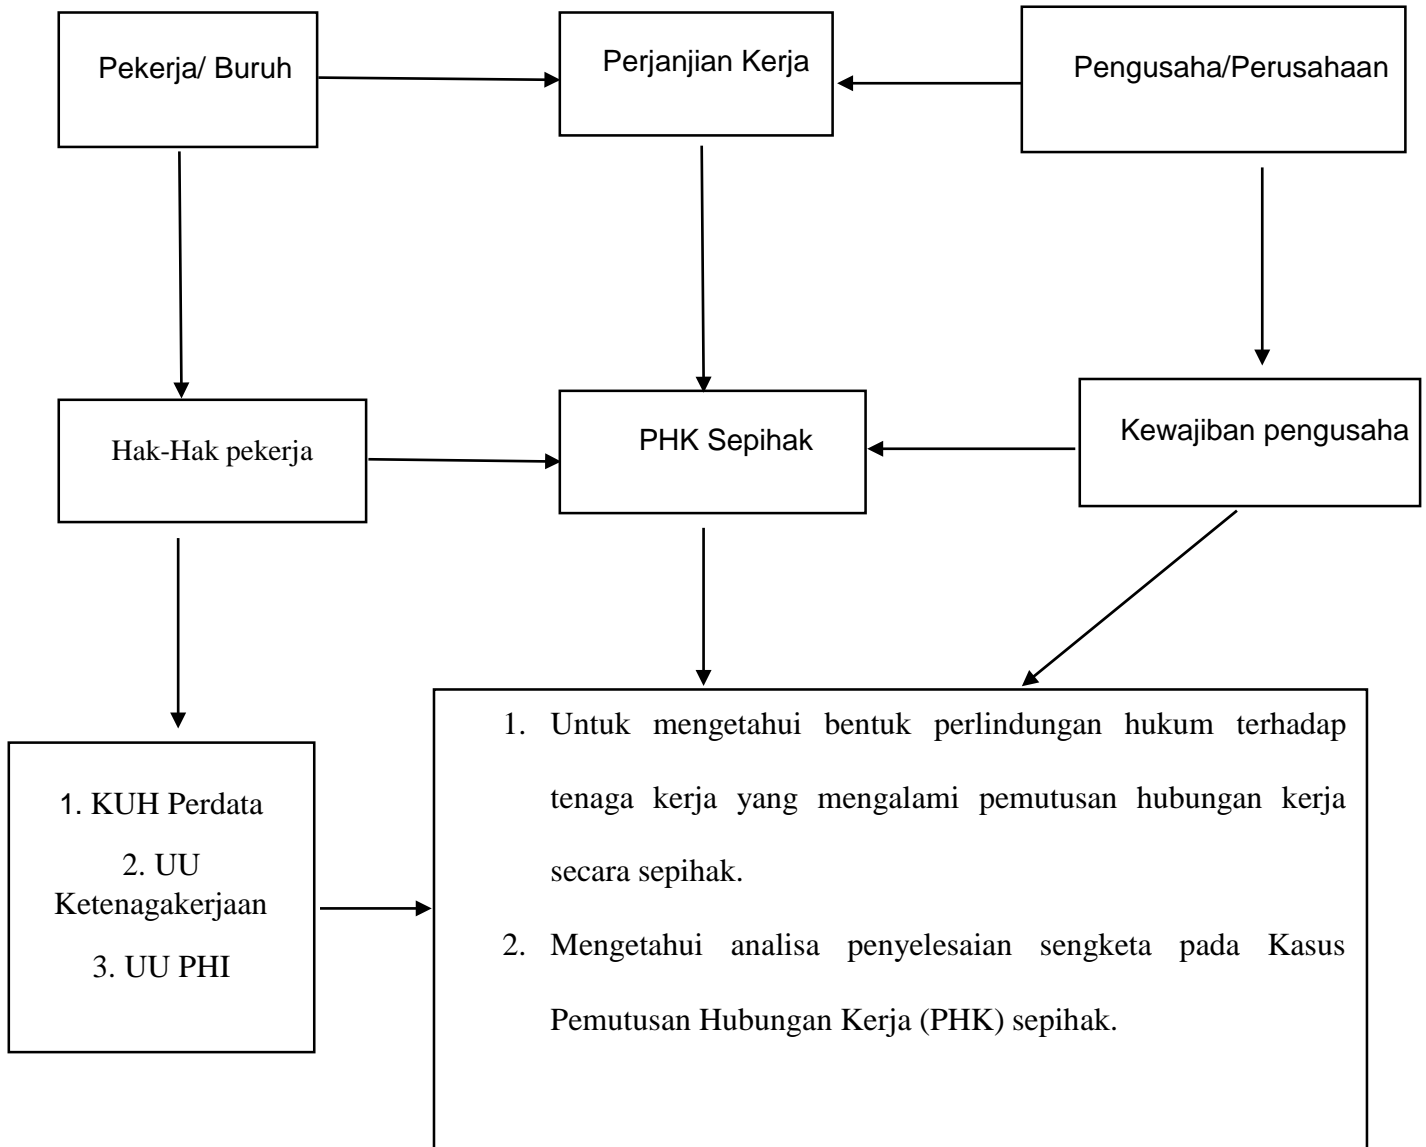 Pekerja/ Buruh
Perjanjian Kerja
Pengusaha/Perusahaan
Hak-Hak pekerja
PHK Sepihak
Kewajiban pengusaha
1. KUH Perdata
2. UU
Ketenagakerjaan
3. UU PHI
1. Untuk mengetahui bentuk perlindungan hukum terhadap
tenaga kerja yang mengalami pemutusan hubungan kerja
secara sepihak.
2. Mengetahui analisa penyelesaian sengketa pada Kasus
Pemutusan Hubungan Kerja (PHK) sepihak.